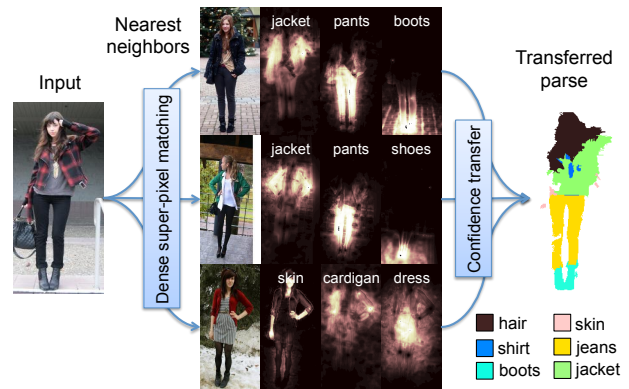 Nearest
neighbors
jacket pants boots
Transferred
parse
Input
Dense super-pixel matching
jacket pants shoes
Confidence transfer
skin cardigan dress
hair skin
shirt jeans
boots jacket